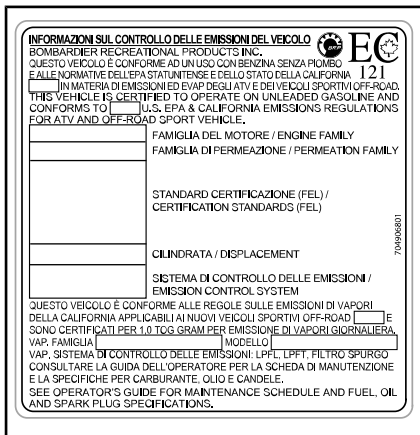 INFORMAZIONI SUL CONTROLLO DELLE EMISSIONI DEL VEICOLO
BRP
EC
BOMBARDIER RECREATIONAL PRODUCTS INC.
QUESTO VEICOLO È CONFORME AD UN USO CON BENZINA SENZA PIOMBO
E ALLE NORMATIVE DELL'EPA STATUNITENSE E DELLO STATO DELLA CALIFORNIA
121
IN MATERIA DI EMISSIONI ED EVAP DEGLI ATV E DEI VEICOLI SPORTIVI OFF-ROAD.
THIS VEHICLE IS CERTIFIED TO OPERATE ON UNLEADED GASOLINE AND
CONFORMS TO U.S. EPA & CALIFORNIA EMISSIONS REGULATIONS
FOR ATV AND OFF-ROAD SPORT VEHICLE.
FAMIGLIA DEL MOTORE / ENGINE FAMILY
FAMIGLIA DI PERMEAZIONE / PERMEATION FAMILY
STANDARD CERTIFICAZIONE (FEL) /
CERTIFICATION STANDARDS (FEL)
CILINDRATA / DISPLACEMENT
SISTEMA DI CONTROLLO DELLE EMISSIONI /
EMISSION CONTROL SYSTEM
704906801
QUESTO VEICOLO È CONFORME ALLE REGOLE SULLE EMISSIONI DI VAPORI
DELLA CALIFORNIA APPLICABILI AI NUOVI VEICOLI SPORTIVI OFF-ROAD E
SONO CERTIFICATI PER 1.0 TOG GRAM PER EMISSIONE DI VAPORI GIORNALIERA.
VAP. FAMIGLIA MODELLO
VAP. SISTEMA DI CONTROLLO DELLE EMISSIONI: LPFL, LPFT, FILTRO SPURGO
CONSULTARE LA GUIDA DELL'OPERATORE PER LA SCHEDA DI MANUTENZIONE
E LA SPECIFICHE PER CARBURANTE, OLIO E CANDELE.
SEE OPERATOR'S GUIDE FOR MAINTENANCE SCHEDULE AND FUEL, OIL
AND SPARK PLUG SPECIFICATIONS.